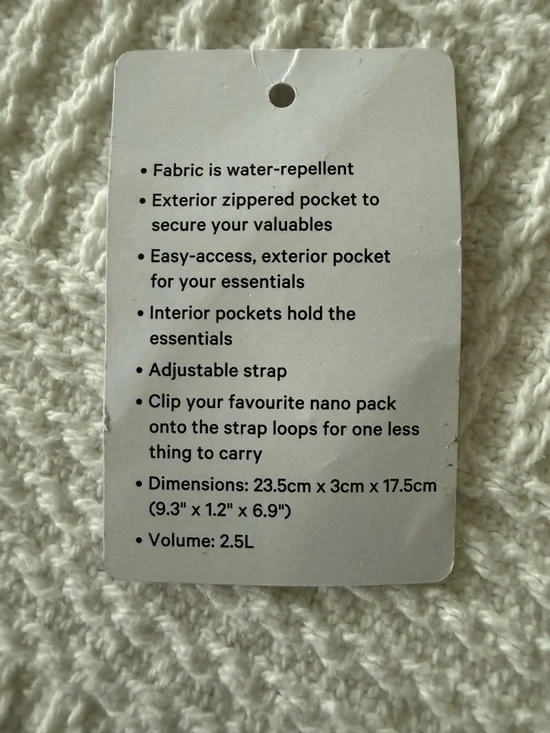 • Fabric is water-repellent
• Exterior zippered pocket to
secure your valuables
• Easy-access, exterior pocket
for your essentials
• Interior pockets hold the
essentials
• Adjustable strap
• Clip your favourite nano pack
onto the strap loops for one less
thing to carry
• Dimensions: 23.5cm x 3cm x 17.5cm
(9.3" x 1.2" x 6.9")
• Volume: 2.5L